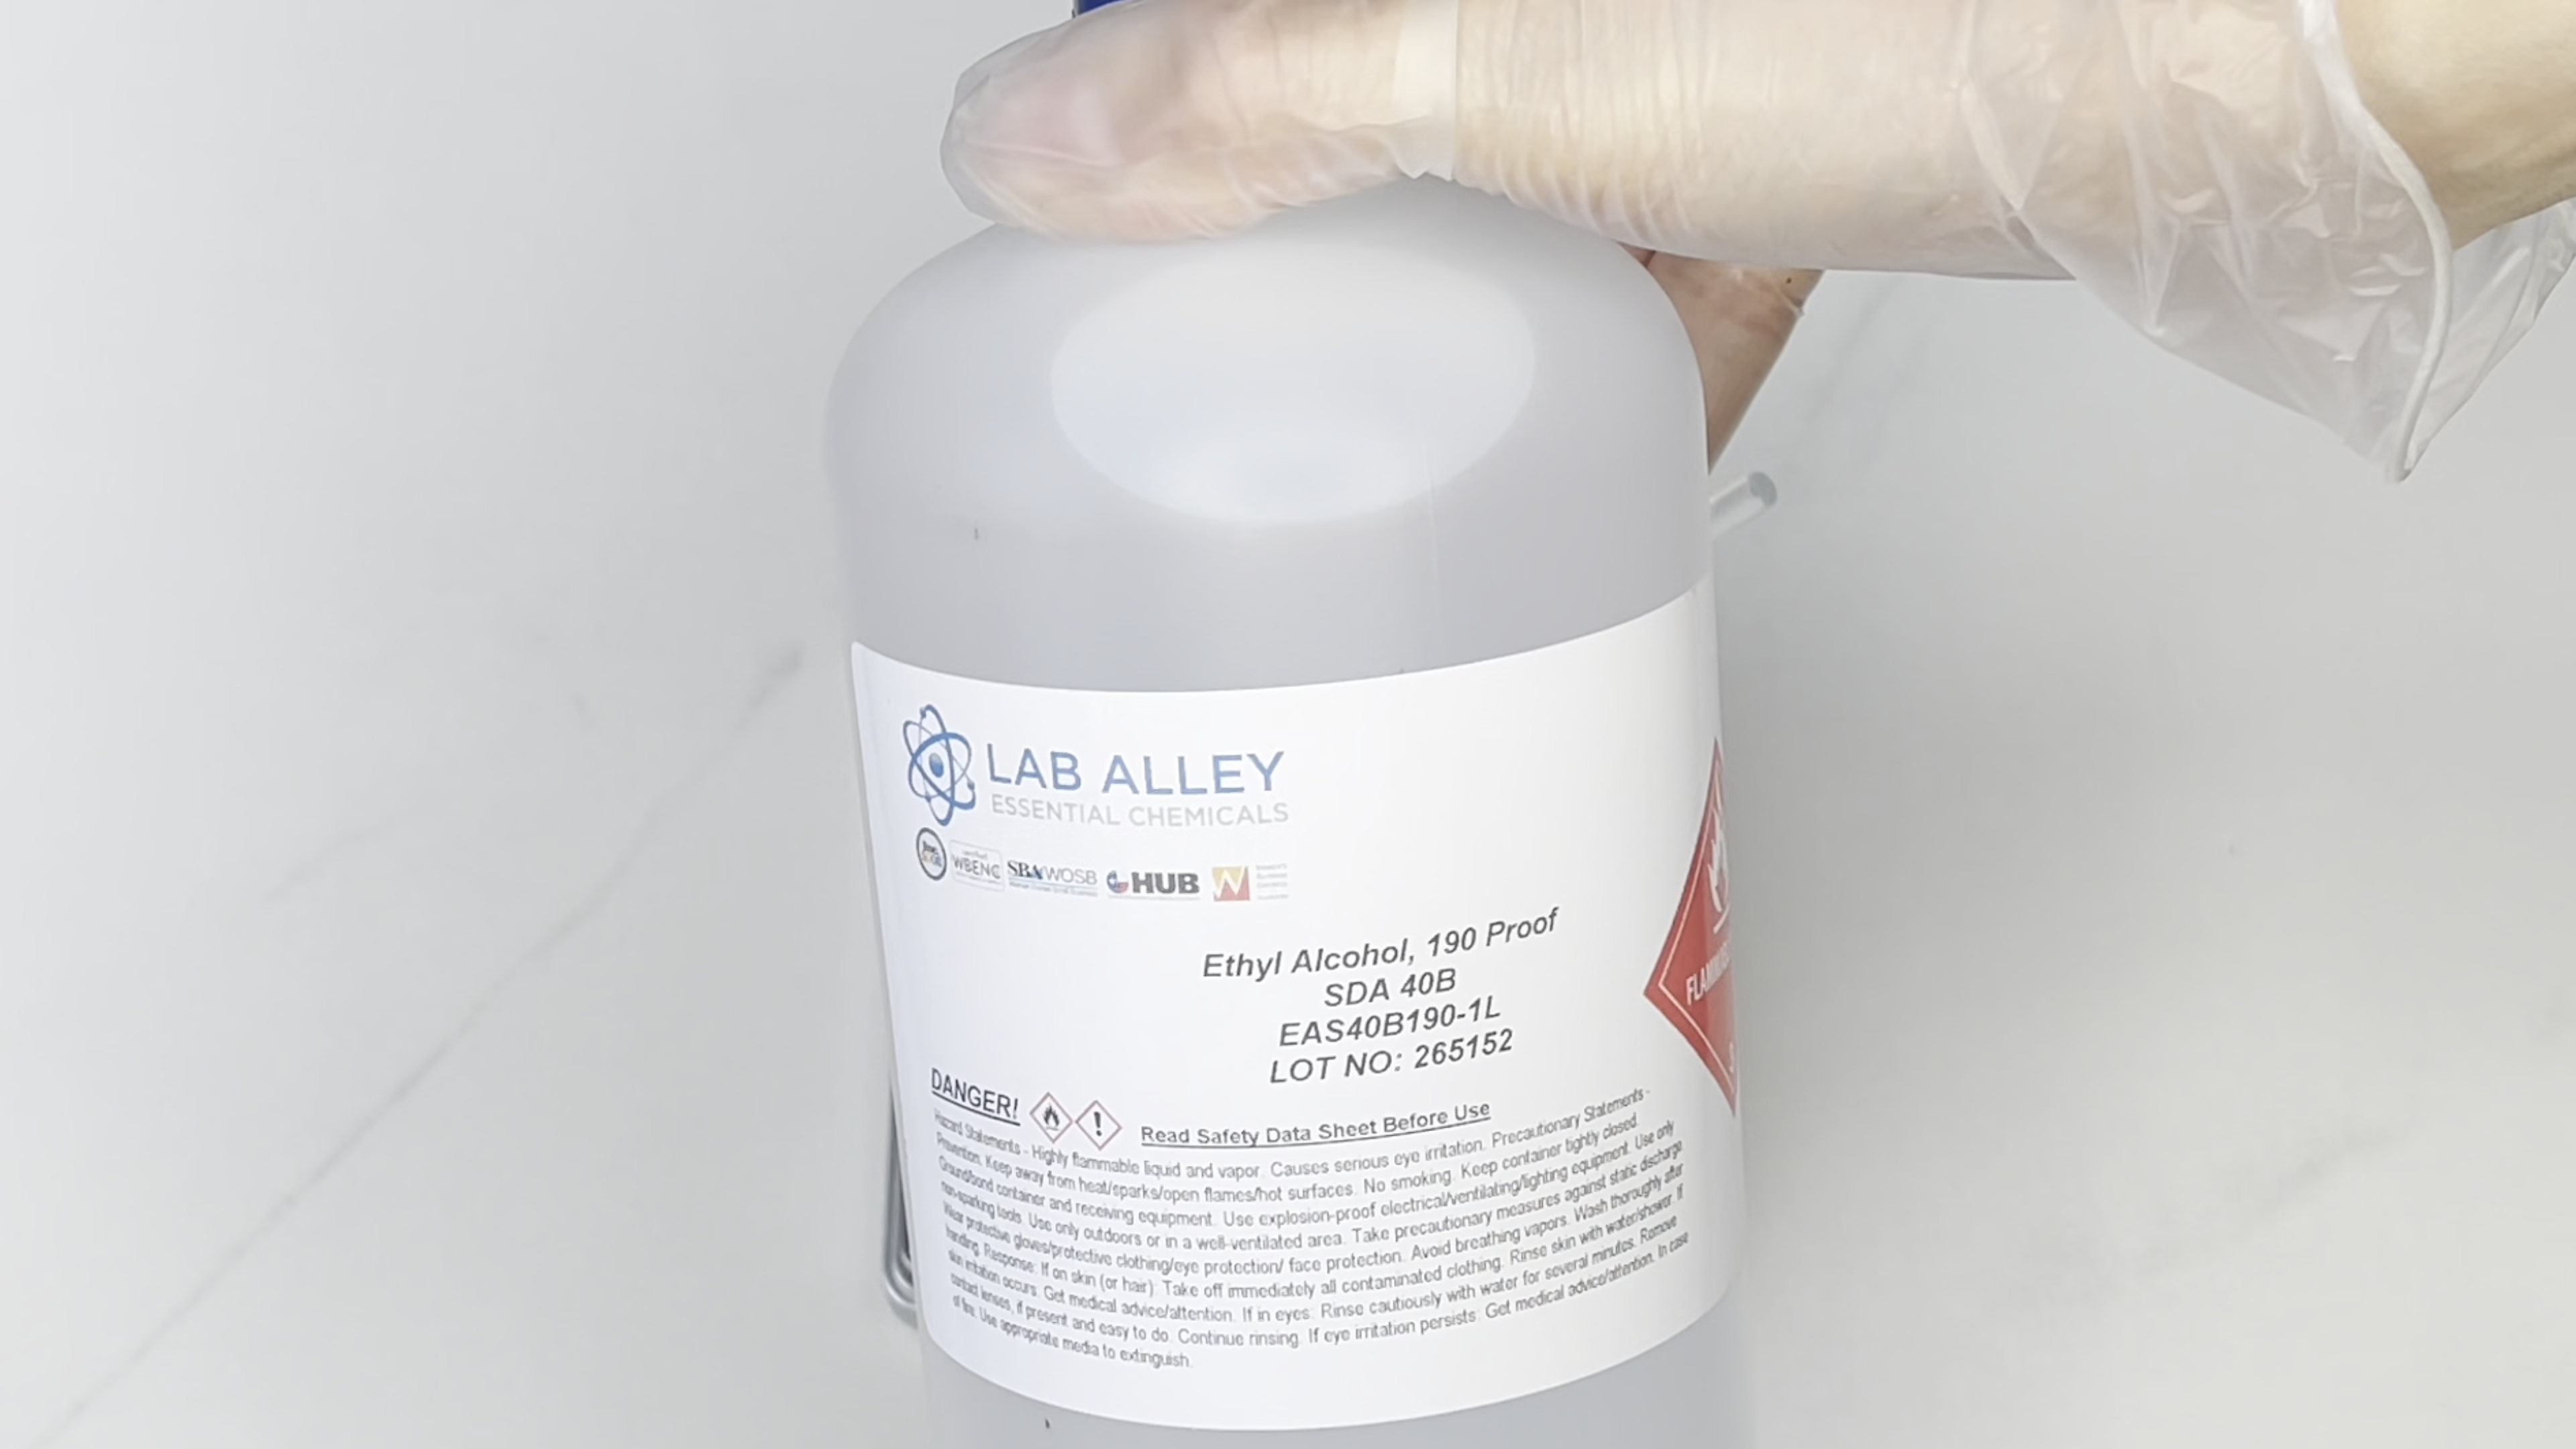 LAB ALLEY
ESSENTIAL CHEMICALS
WBENC SBA WOSB HUB W
Ethyl Alcohol, 190 Proof
SDA 40B
EAS40B190-1L
LOT NO: 265152
DANGER!
Read Safety Data Sheet Before Use
Hazard Statements - Highly flammable liquid and vapor. Causes serious eye irritation. Precautionary Statements -
Prevention: Keep away from heat/sparks/open flames/hot surfaces. No smoking. Keep container tightly closed.
Ground/bond container and receiving equipment. Use explosion-proof electrical/ventilating/lighting equipment. Use only
non-sparking tools. Use only outdoors or in a well-ventilated area. Take precautionary measures against static discharge.
Wear protective gloves/protective clothing/eye protection/ face protection. Avoid breathing vapors. Wash thoroughly after
handling. Response: If on skin (or hair): Take off immediately all contaminated clothing. Rinse skin with water/shower. If
skin irritation occurs: Get medical advice/attention. If in eyes: Rinse cautiously with water for several minutes. Remove
contact lenses, if present and easy to do. Continue rinsing. If eye irritation persists: Get medical advice/attention. In case
of fire: Use appropriate media to extinguish.